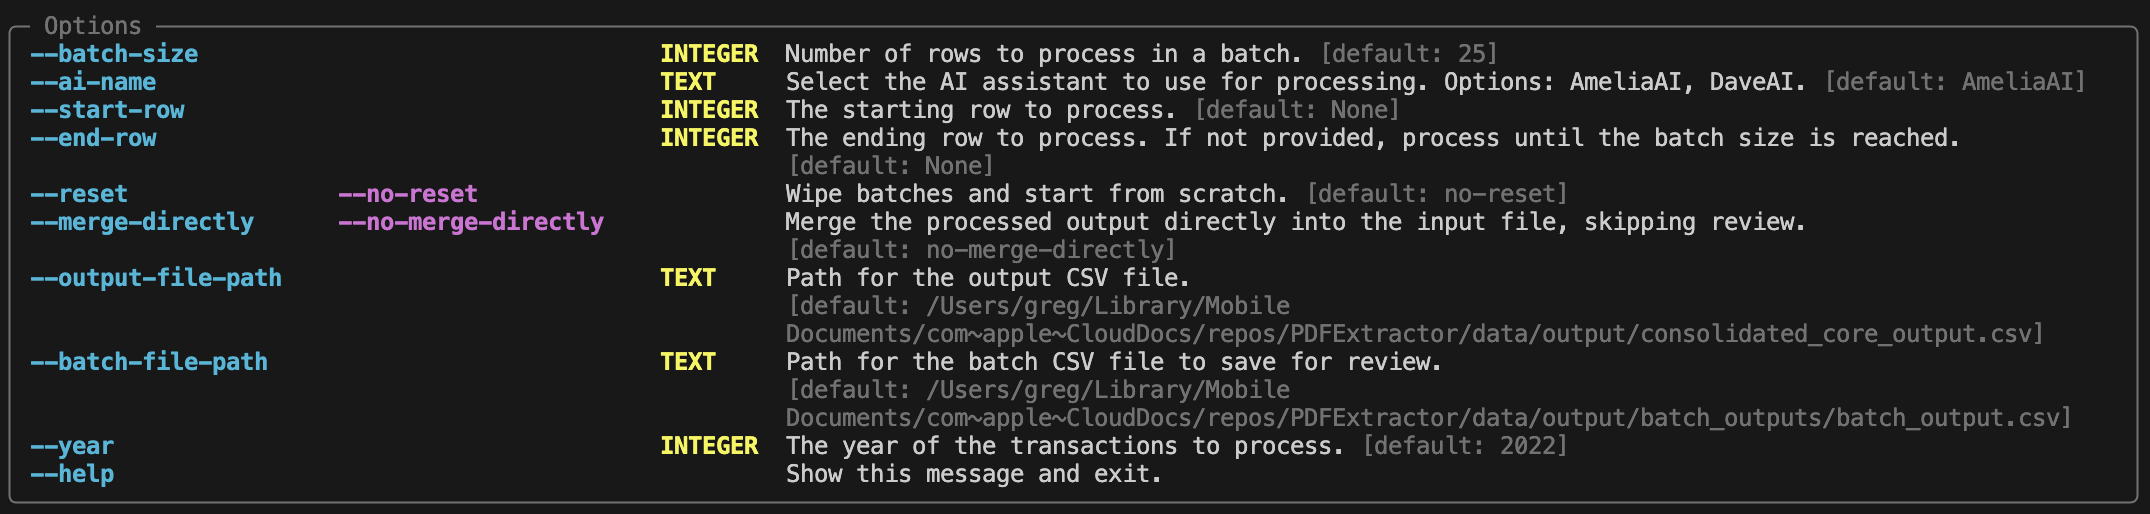 Options
--batch-size INTEGER Number of rows to process in a batch. [default: 25]
--ai-name TEXT Select the AI assistant to use for processing. Options: AmeliaAI, DaveAI. [default: AmeliaAI]
--start-row INTEGER The starting row to process. [default: None]
--end-row INTEGER The ending row to process. If not provided, process until the batch size is reached.
[default: None]
--reset --no-reset Wipe batches and start from scratch. [default: no-reset]
--merge-directly --no-merge-directly Merge the processed output directly into the input file, skipping review.
[default: no-merge-directly]
--output-file-path TEXT Path for the output CSV file.
[default: /Users/greg/Library/Mobile
Documents/com~apple~CloudDocs/repos/PDFExtractor/data/output/consolidated_core_output.csv]
--batch-file-path TEXT Path for the batch CSV file to save for review.
[default: /Users/greg/Library/Mobile
Documents/com~apple~CloudDocs/repos/PDFExtractor/data/output/batch_outputs/batch_output.csv]
--year INTEGER The year of the transactions to process. [default: 2022]
--help Show this message and exit.